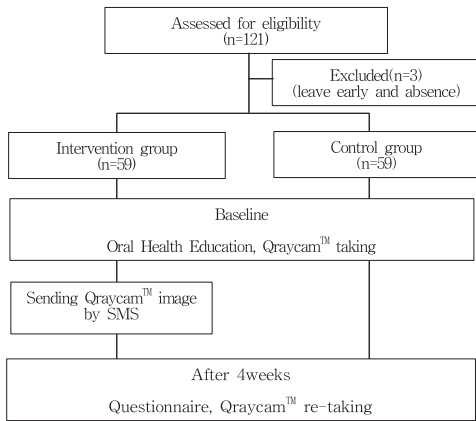 Assessed for eligibility
(n=121)
Excluded(n=3)
(leave early and absence)
Intervention group
(n=59)
Control group
(n=59)
Baseline
Oral Health Education, Qraycam™ taking
Sending Qraycam™ image
by SMS
After 4weeks
Questionnaire, Qraycam™ re-taking